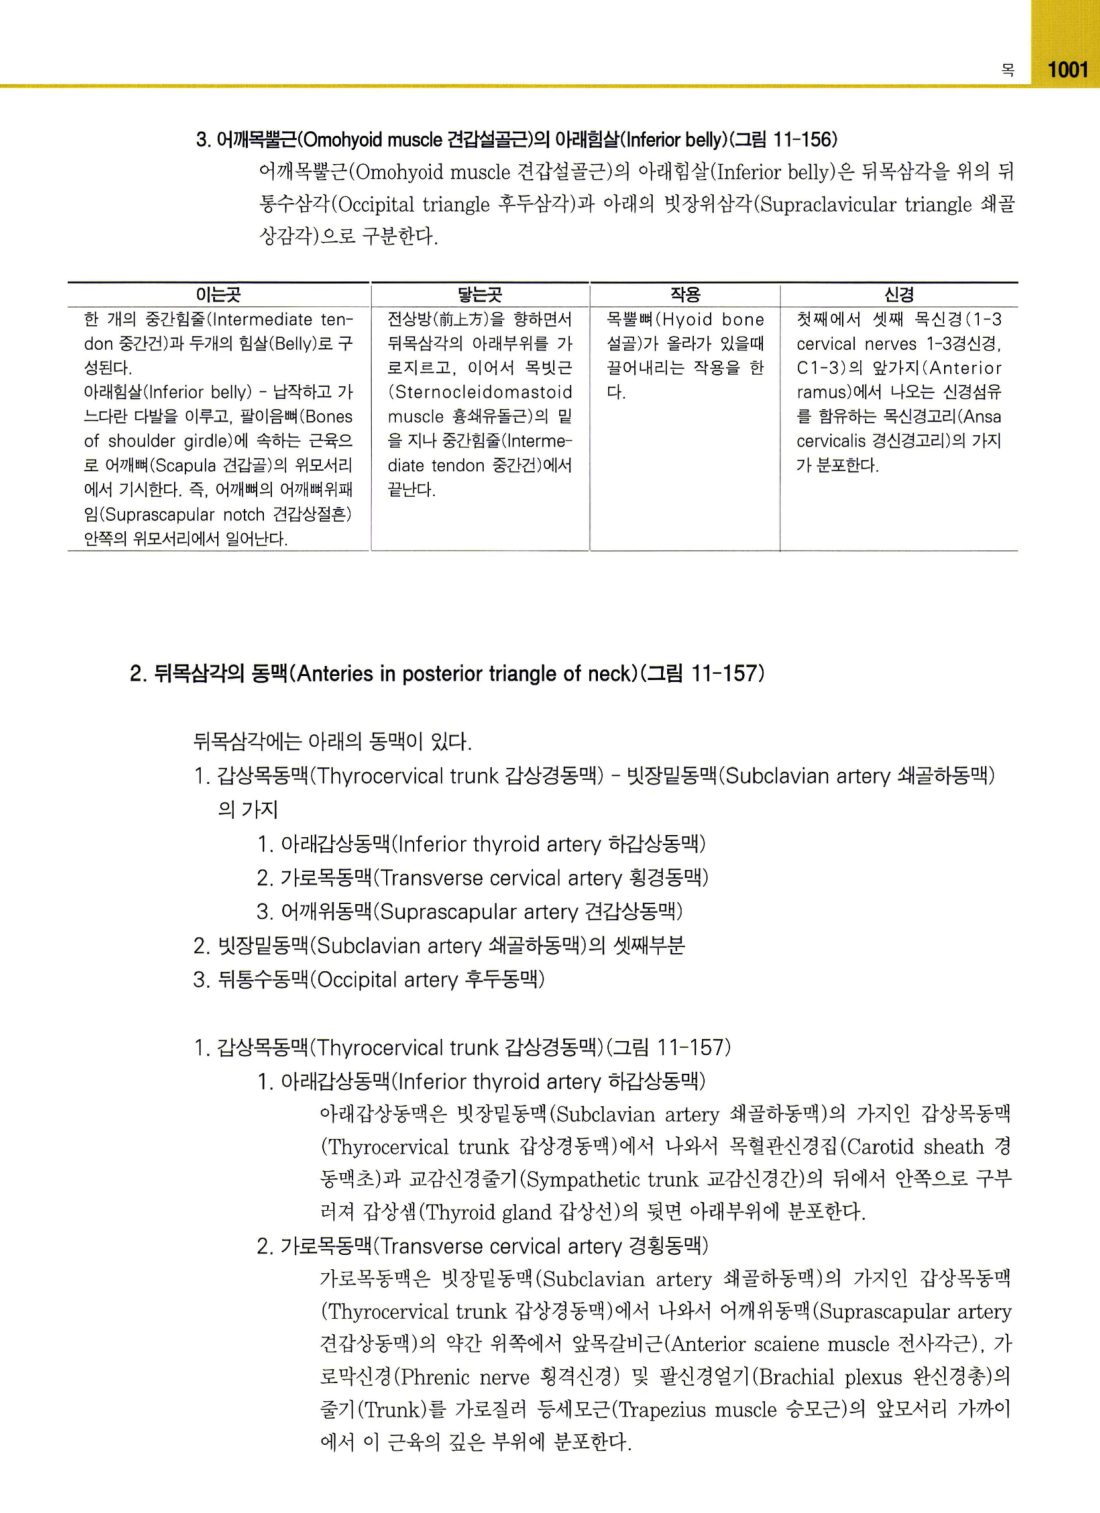 목 1001
3. 어깨목뿔근(Omohyoid muscle 견갑설골근)의 아래힘살(Inferior belly)(그림 11-156)
어깨목뿔근(Omohyoid muscle 견갑설골근)의 아래힘살(Inferior belly)은 뒤목삼각을 위의 뒤
통수삼각(Occipital triangle 후두삼각)과 아래의 빗장위삼각(Supraclavicular triangle 쇄골
상감각)으로 구분한다.
이는곳 닿는곳 작용 신경
한 개의 중간힘줄(Intermediate ten-
don 중간건)과 두개의 힘살(Belly)로 구
성된다.
아래힘살(Inferior belly) - 납작하고 가
느다란 다발을 이루고, 팔이음뼈(Bones
of shoulder girdle)에 속하는 근육으
로 어깨뼈(Scapula 견갑골)의 위모서리
에서 기시한다. 즉, 어깨뼈의 어깨뼈위패
임(Suprascapular notch 견갑상절흔)
안쪽의 위모서리에서 일어난다.
전상방(前上方)을 향하면서
뒤목삼각의 아래부위를 가
로지르고, 이어서 목빗근
(Sternocleidomastoid
muscle 흉쇄유돌근)의 밑
을 지나 중간힘줄(Interme-
diate tendon 중간건)에서
끝난다.
목뿔뼈(Hyoid bone
설골)가 올라가 있을때
끌어내리는 작용을 한
다.
첫째에서 셋째 목신경(1-3
cervical nerves 1-3경신경,
C1-3)의 앞가지(Anterior
ramus)에서 나오는 신경섬유
를 함유하는 목신경고리(Ansa
cervicalis 경신경고리)의 가지
가 분포한다.
2. 뒤목삼각의 동맥(Anteries in posterior triangle of neck)(그림 11-157)
뒤목삼각에는 아래의 동맥이 있다.
1. 갑상목동맥(Thyrocervical trunk 갑상경동맥) - 빗장밑동맥(Subclavian artery 쇄골하동맥)
의 가지
1. 아래갑상동맥(Inferior thyroid artery 하갑상동맥)
2. 가로목동맥(Transverse cervical artery 횡경동맥)
3. 어깨위동맥(Suprascapular artery 견갑상동맥)
2. 빗장밑동맥(Subclavian artery 쇄골하동맥)의 셋째부분
3. 뒤통수동맥(Occipital artery 후두동맥)
1. 갑상목동맥(Thyrocervical trunk 갑상경동맥)(그림 11-157)
1. 아래갑상동맥(Inferior thyroid artery 하갑상동맥)
아래갑상동맥은 빗장밑동맥(Subclavian artery 쇄골하동맥)의 가지인 갑상목동맥
(Thyrocervical trunk 갑상경동맥)에서 나와서 목혈관신경집(Carotid sheath 경
동맥초)과 교감신경줄기(Sympathetic trunk 교감신경간)의 뒤에서 안쪽으로 구부
러져 갑상샘(Thyroid gland 갑상선)의 뒷면 아래부위에 분포한다.
2. 가로목동맥(Transverse cervical artery 경횡동맥)
가로목동맥은 빗장밑동맥(Subclavian artery 쇄골하동맥)의 가지인 갑상목동맥
(Thyrocervical trunk 갑상경동맥)에서 나와서 어깨위동맥(Suprascapular artery
견갑상동맥)의 약간 위쪽에서 앞목갈비근(Anterior scaiene muscle 전사각근), 가
로막신경(Phrenic nerve 횡격신경) 및 팔신경얼기(Brachial plexus 완신경총)의
줄기(Trunk)를 가로질러 등세모근(Trapezius muscle 승모근)의 앞모서리 가까이
에서 이 근육의 깊은 부위에 분포한다.